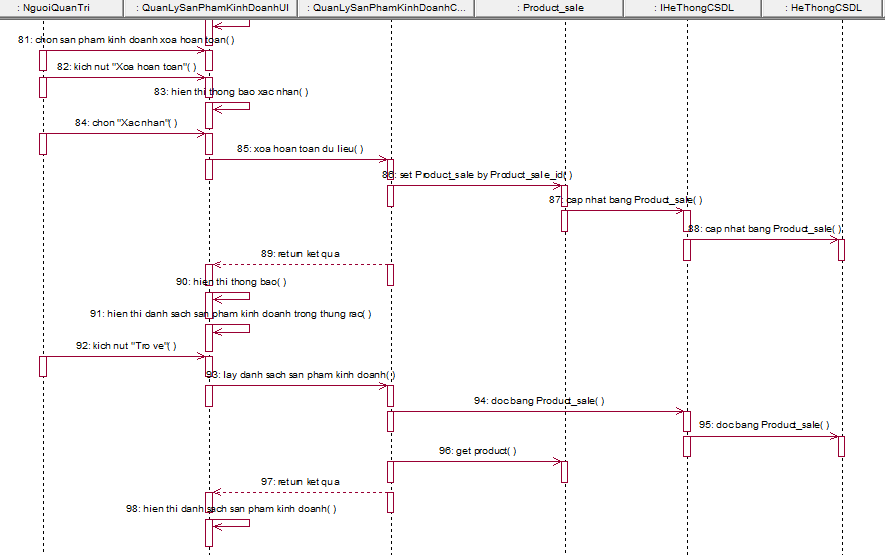 : NguoiQuanTri
: QuanLySanPhamKinhDoanhUI
: QuanLySanPhamKinhDoanhC...
: Product_sale
: IHeThongCSDL
: HeThongCSDL
81: chon san pham kinh doanh xoa hoan toan( )
82: kich nut "Xoa hoan toan"( )
83: hien thi thong bao xac nhan( )
84: chon "Xac nhan"( )
85: xoa hoan toan du lieu( )
86: set Product_sale by Product_sale_id( )
87: cap nhat bang Product_sale( )
88: cap nhat bang Product_sale( )
89: return ket qua
90: hien thi thong bao( )
91: hien thi danh sach san pham kinh doanh trong thung rac( )
92: kich nut "Tro ve"( )
93: lay danh sach san pham kinh doanh( )
94: doc bang Product_sale( )
95: doc bang Product_sale( )
96: get product( )
97: return ket qua
98: hien thi danh sach san pham kinh doanh( )